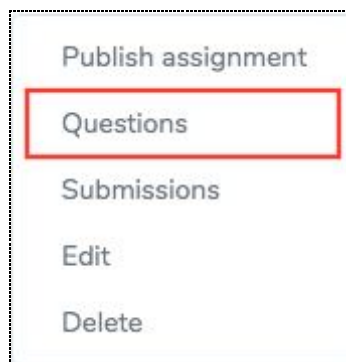 Publish assignment
Questions
Submissions
Edit
Delete